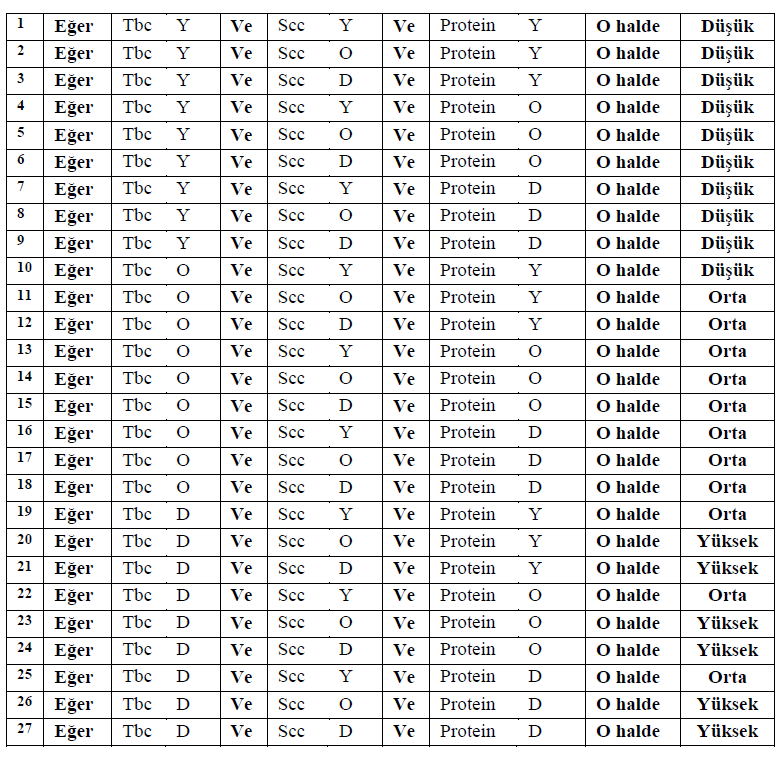 1 Eğer Tbc Y Ve Scc Y Ve Protein Y O halde Düşük
2 Eğer Tbc Y Ve Scc O Ve Protein Y O halde Düşük
3 Eğer Tbc Y Ve Scc D Ve Protein Y O halde Düşük
4 Eğer Tbc Y Ve Scc Y Ve Protein O O halde Düşük
5 Eğer Tbc Y Ve Scc O Ve Protein O O halde Düşük
6 Eğer Tbc Y Ve Scc D Ve Protein O O halde Düşük
7 Eğer Tbc Y Ve Scc Y Ve Protein D O halde Düşük
8 Eğer Tbc Y Ve Scc O Ve Protein D O halde Düşük
9 Eğer Tbc Y Ve Scc D Ve Protein D O halde Düşük
10 Eğer Tbc O Ve Scc Y Ve Protein Y O halde Düşük
11 Eğer Tbc O Ve Scc O Ve Protein Y O halde Orta
12 Eğer Tbc O Ve Scc D Ve Protein Y O halde Orta
13 Eğer Tbc O Ve Scc Y Ve Protein O O halde Orta
14 Eğer Tbc O Ve Scc O Ve Protein O O halde Orta
15 Eğer Tbc O Ve Scc D Ve Protein O O halde Orta
16 Eğer Tbc O Ve Scc Y Ve Protein D O halde Orta
17 Eğer Tbc O Ve Scc O Ve Protein D O halde Orta
18 Eğer Tbc O Ve Scc D Ve Protein D O halde Orta
19 Eğer Tbc D Ve Scc Y Ve Protein Y O halde Orta
20 Eğer Tbc D Ve Scc O Ve Protein Y O halde Yüksek
21 Eğer Tbc D Ve Scc D Ve Protein Y O halde Yüksek
22 Eğer Tbc D Ve Scc Y Ve Protein O O halde Orta
23 Eğer Tbc D Ve Scc O Ve Protein O O halde Yüksek
24 Eğer Tbc D Ve Scc D Ve Protein O O halde Yüksek
25 Eğer Tbc D Ve Scc Y Ve Protein D O halde Orta
26 Eğer Tbc D Ve Scc O Ve Protein D O halde Yüksek
27 Eğer Tbc D Ve Scc D Ve Protein D O halde Yüksek